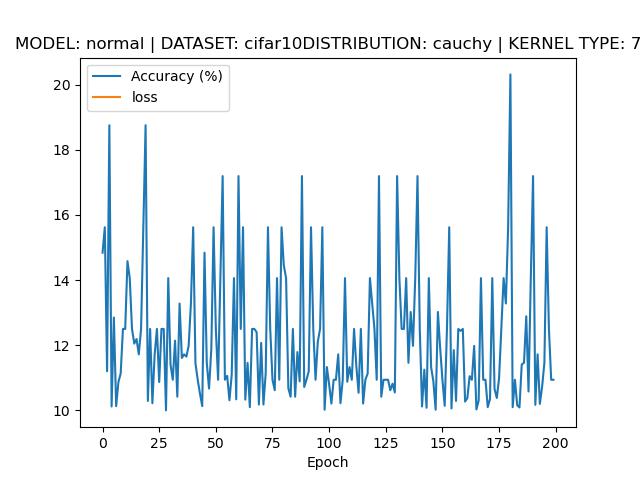 MODEL: normal | DATASET: cifar10DISTRIBUTION: cauchy | KERNEL TYPE: 7
Accuracy (%)
loss
20
18
16
14
12
10
0 25 50 75 100 125 150 175 200
Epoch